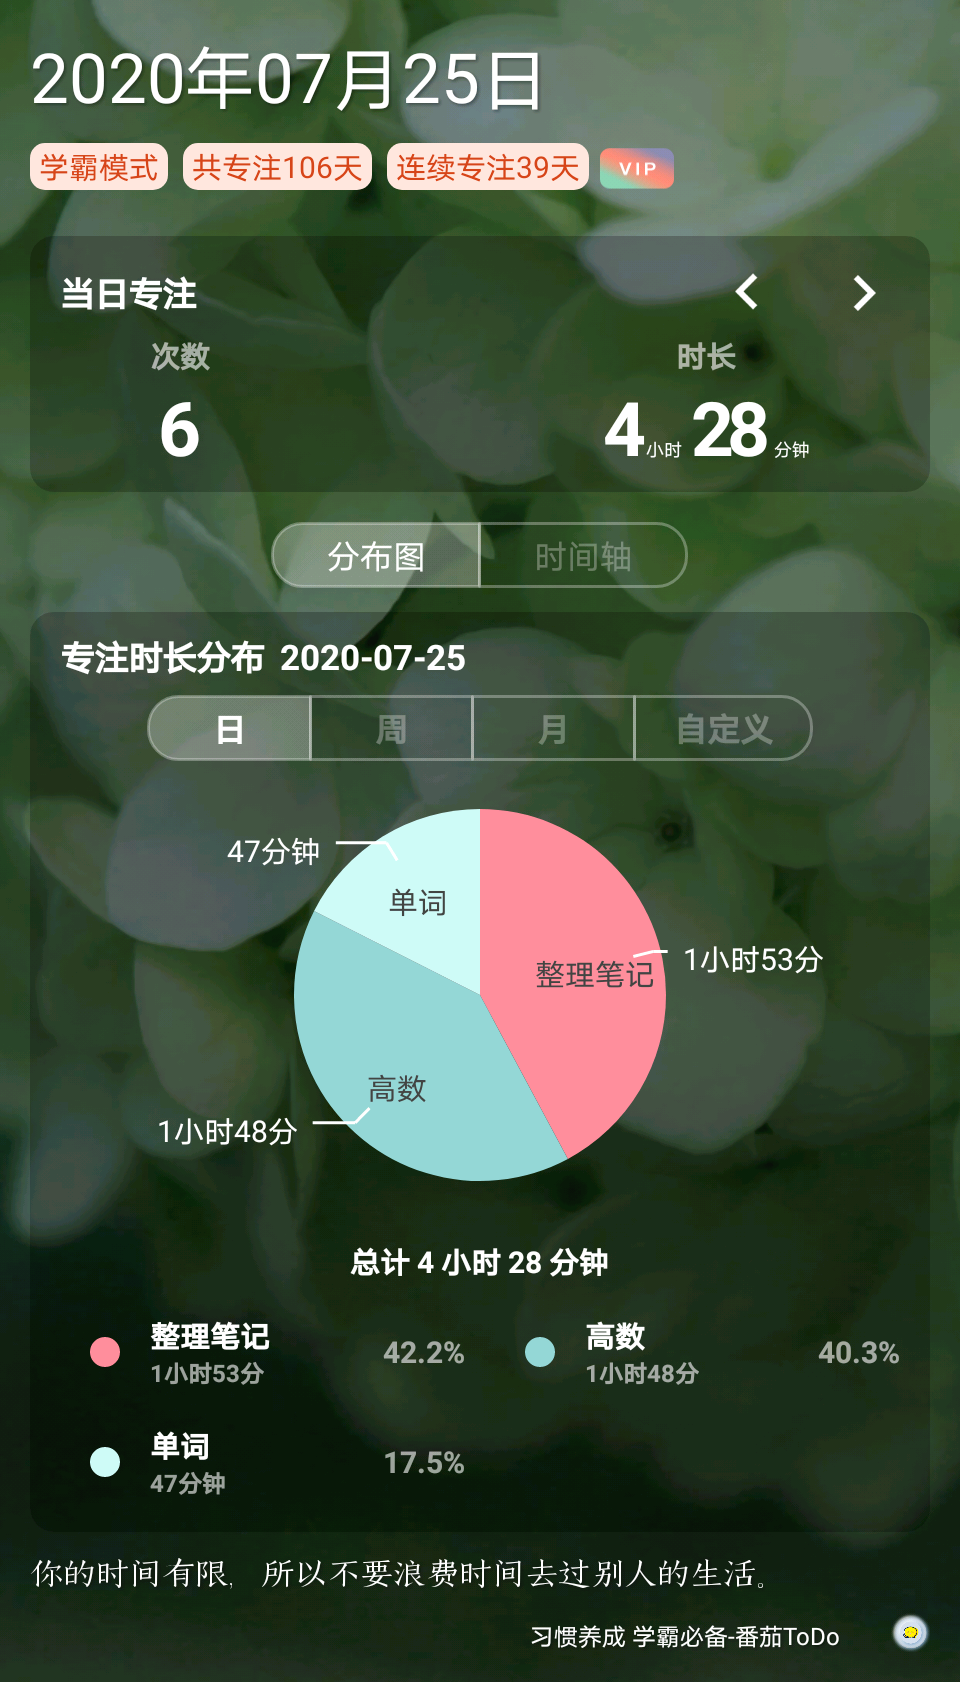 2020年07月25日
学霸模式 共专注106天 连续专注39天 VIP
当日专注
次数 时长
6 4小时 28分钟
分布图 时间轴
专注时长分布 2020-07-25
日 周 月 自定义
47分钟
单词
整理笔记 1小时53分
高数
1小时48分
总计 4 小时 28 分钟
整理笔记 42.2% 高数 40.3%
1小时53分 1小时48分
单词 17.5%
47分钟
你的时间有限，所以不要浪费时间去过别人的生活。
习惯养成 学霸必备-番茄ToDo